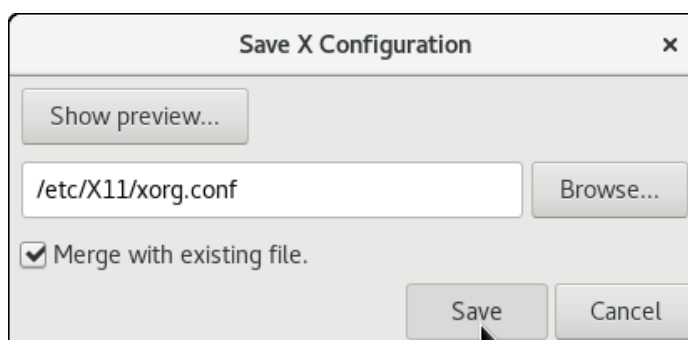 Save X Configuration ×
Show preview...
/etc/X11/xorg.conf Browse...
Merge with existing file.
Save Cancel